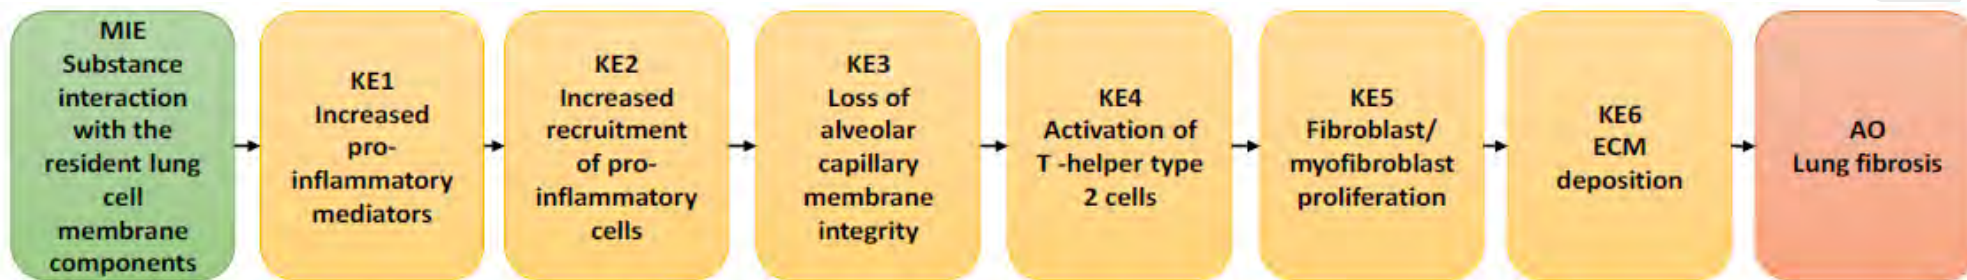 MIE
Substance
interaction
with the
resident lung
cell
membrane
components
KE1
Increased
pro-
inflammatory
mediators
KE2
Increased
recruitment
of pro-
inflammatory
cells
KE3
Loss of
alveolar
capillary
membrane
integrity
KE4
Activation of
T -helper type
2 cells
KE5
Fibroblast/
myofibroblast
proliferation
KE6
ECM
deposition
AO
Lung fibrosis